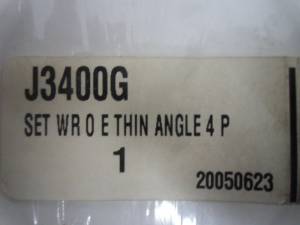 J3400G
SET WR O E THIN ANGLE 4 P
1
20050623